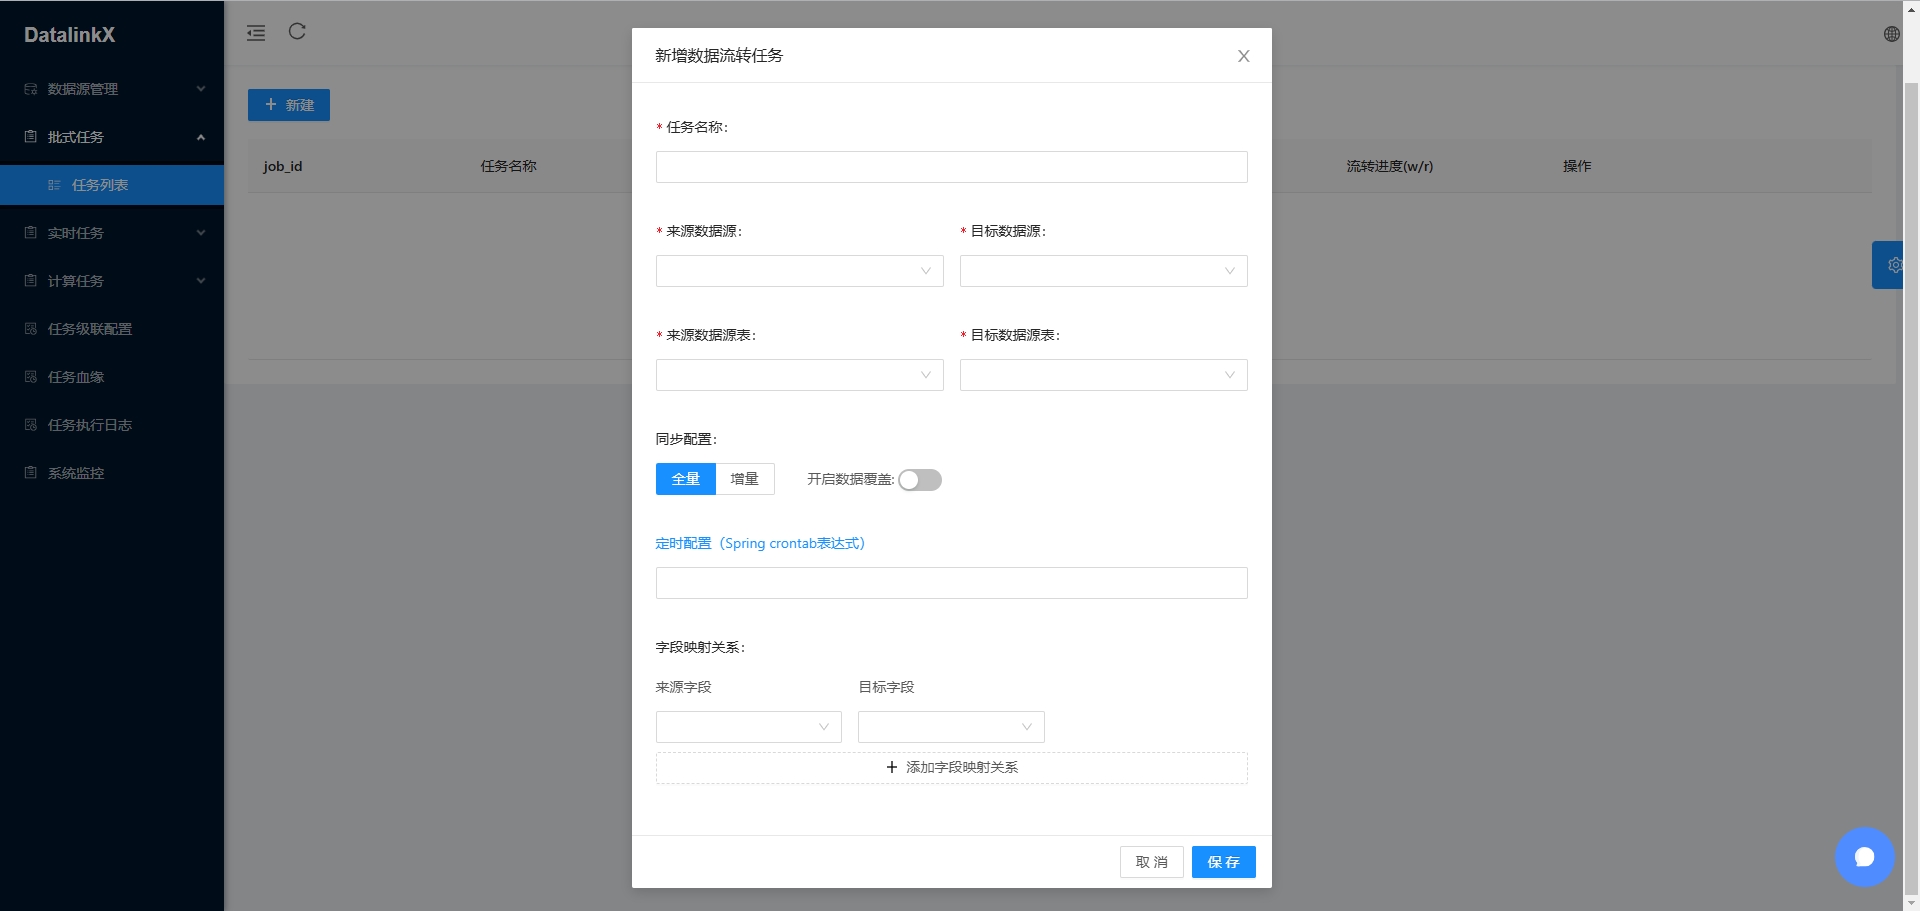 DatalinkX
数据源管理
批式任务
任务列表
实时任务
计算任务
任务级联配置
任务血缘
任务执行日志
系统监控
新建
job_id
任务名称
流转进度(w/r)
操作
新增数据流转任务
* 任务名称:
* 来源数据源:
* 目标数据源:
* 来源数据源表:
* 目标数据源表:
同步配置:
全量
增量
开启数据覆盖:
定时配置（Spring crontab表达式）
字段映射关系:
来源字段
目标字段
添加字段映射关系
取 消
保 存